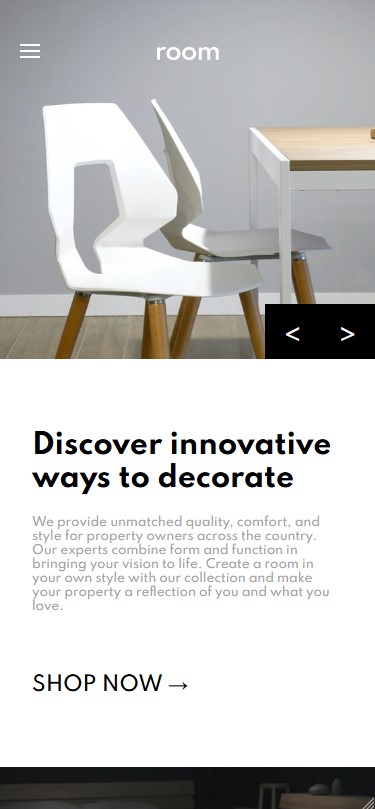 room
< >
Discover innovative
ways to decorate
We provide unmatched quality, comfort, and
style for property owners across the country.
Our experts combine form and function in
bringing your vision to life. Create a room in
your own style with our collection and make
your property a reflection of you and what you
love.
SHOP NOW →